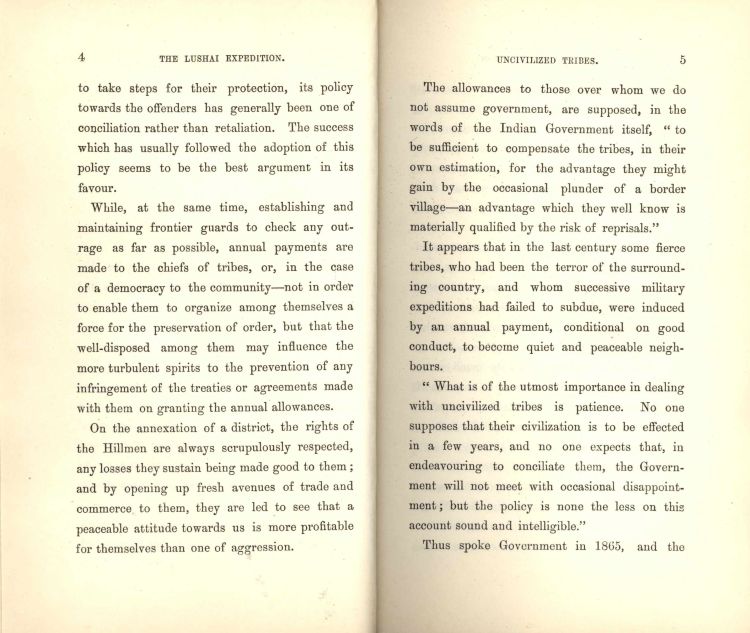 4 THE LUSHAI EXPEDITION.
to take steps for their protection, its policy
towards the offenders has generally been one of
conciliation rather than retaliation. The success
which has usually followed the adoption of this
policy seems to be the best argument in its
favour.
While, at the same time, establishing and
maintaining frontier guards to check any out-
rage as far as possible, annual payments are
made to the chiefs of tribes, or, in the case
of a democracy to the community—not in order
to enable them to organize among themselves a
force for the preservation of order, but that the
well-disposed among them may influence the
more turbulent spirits to the prevention of any
infringement of the treaties or agreements made
with them on granting the annual allowances.
On the annexation of a district, the rights of
the Hillmen are always scrupulously respected,
any losses they sustain being made good to them;
and by opening up fresh avenues of trade and
commerce to them, they are led to see that a
peaceable attitude towards us is more profitable
for themselves than one of aggression.
UNCIVILIZED TRIBES. 5
The allowances to those over whom we do
not assume government, are supposed, in the
words of the Indian Government itself, “to
be sufficient to compensate the tribes, in their
own estimation, for the advantage they might
gain by the occasional plunder of a border
village—an advantage which they well know is
materially qualified by the risk of reprisals.”
It appears that in the last century some fierce
tribes, who had been the terror of the surround-
ing country, and whom successive military
expeditions had failed to subdue, were induced
by an annual payment, conditional on good
conduct, to become quiet and peaceable neigh-
bours.
“What is of the utmost importance in dealing
with uncivilized tribes is patience. No one
supposes that their civilization is to be effected
in a few years, and no one expects that, in
endeavouring to conciliate them, the Govern-
ment will not meet with occasional disappoint-
ment; but the policy is none the less on this
account sound and intelligible.”
Thus spoke Government in 1865, and the